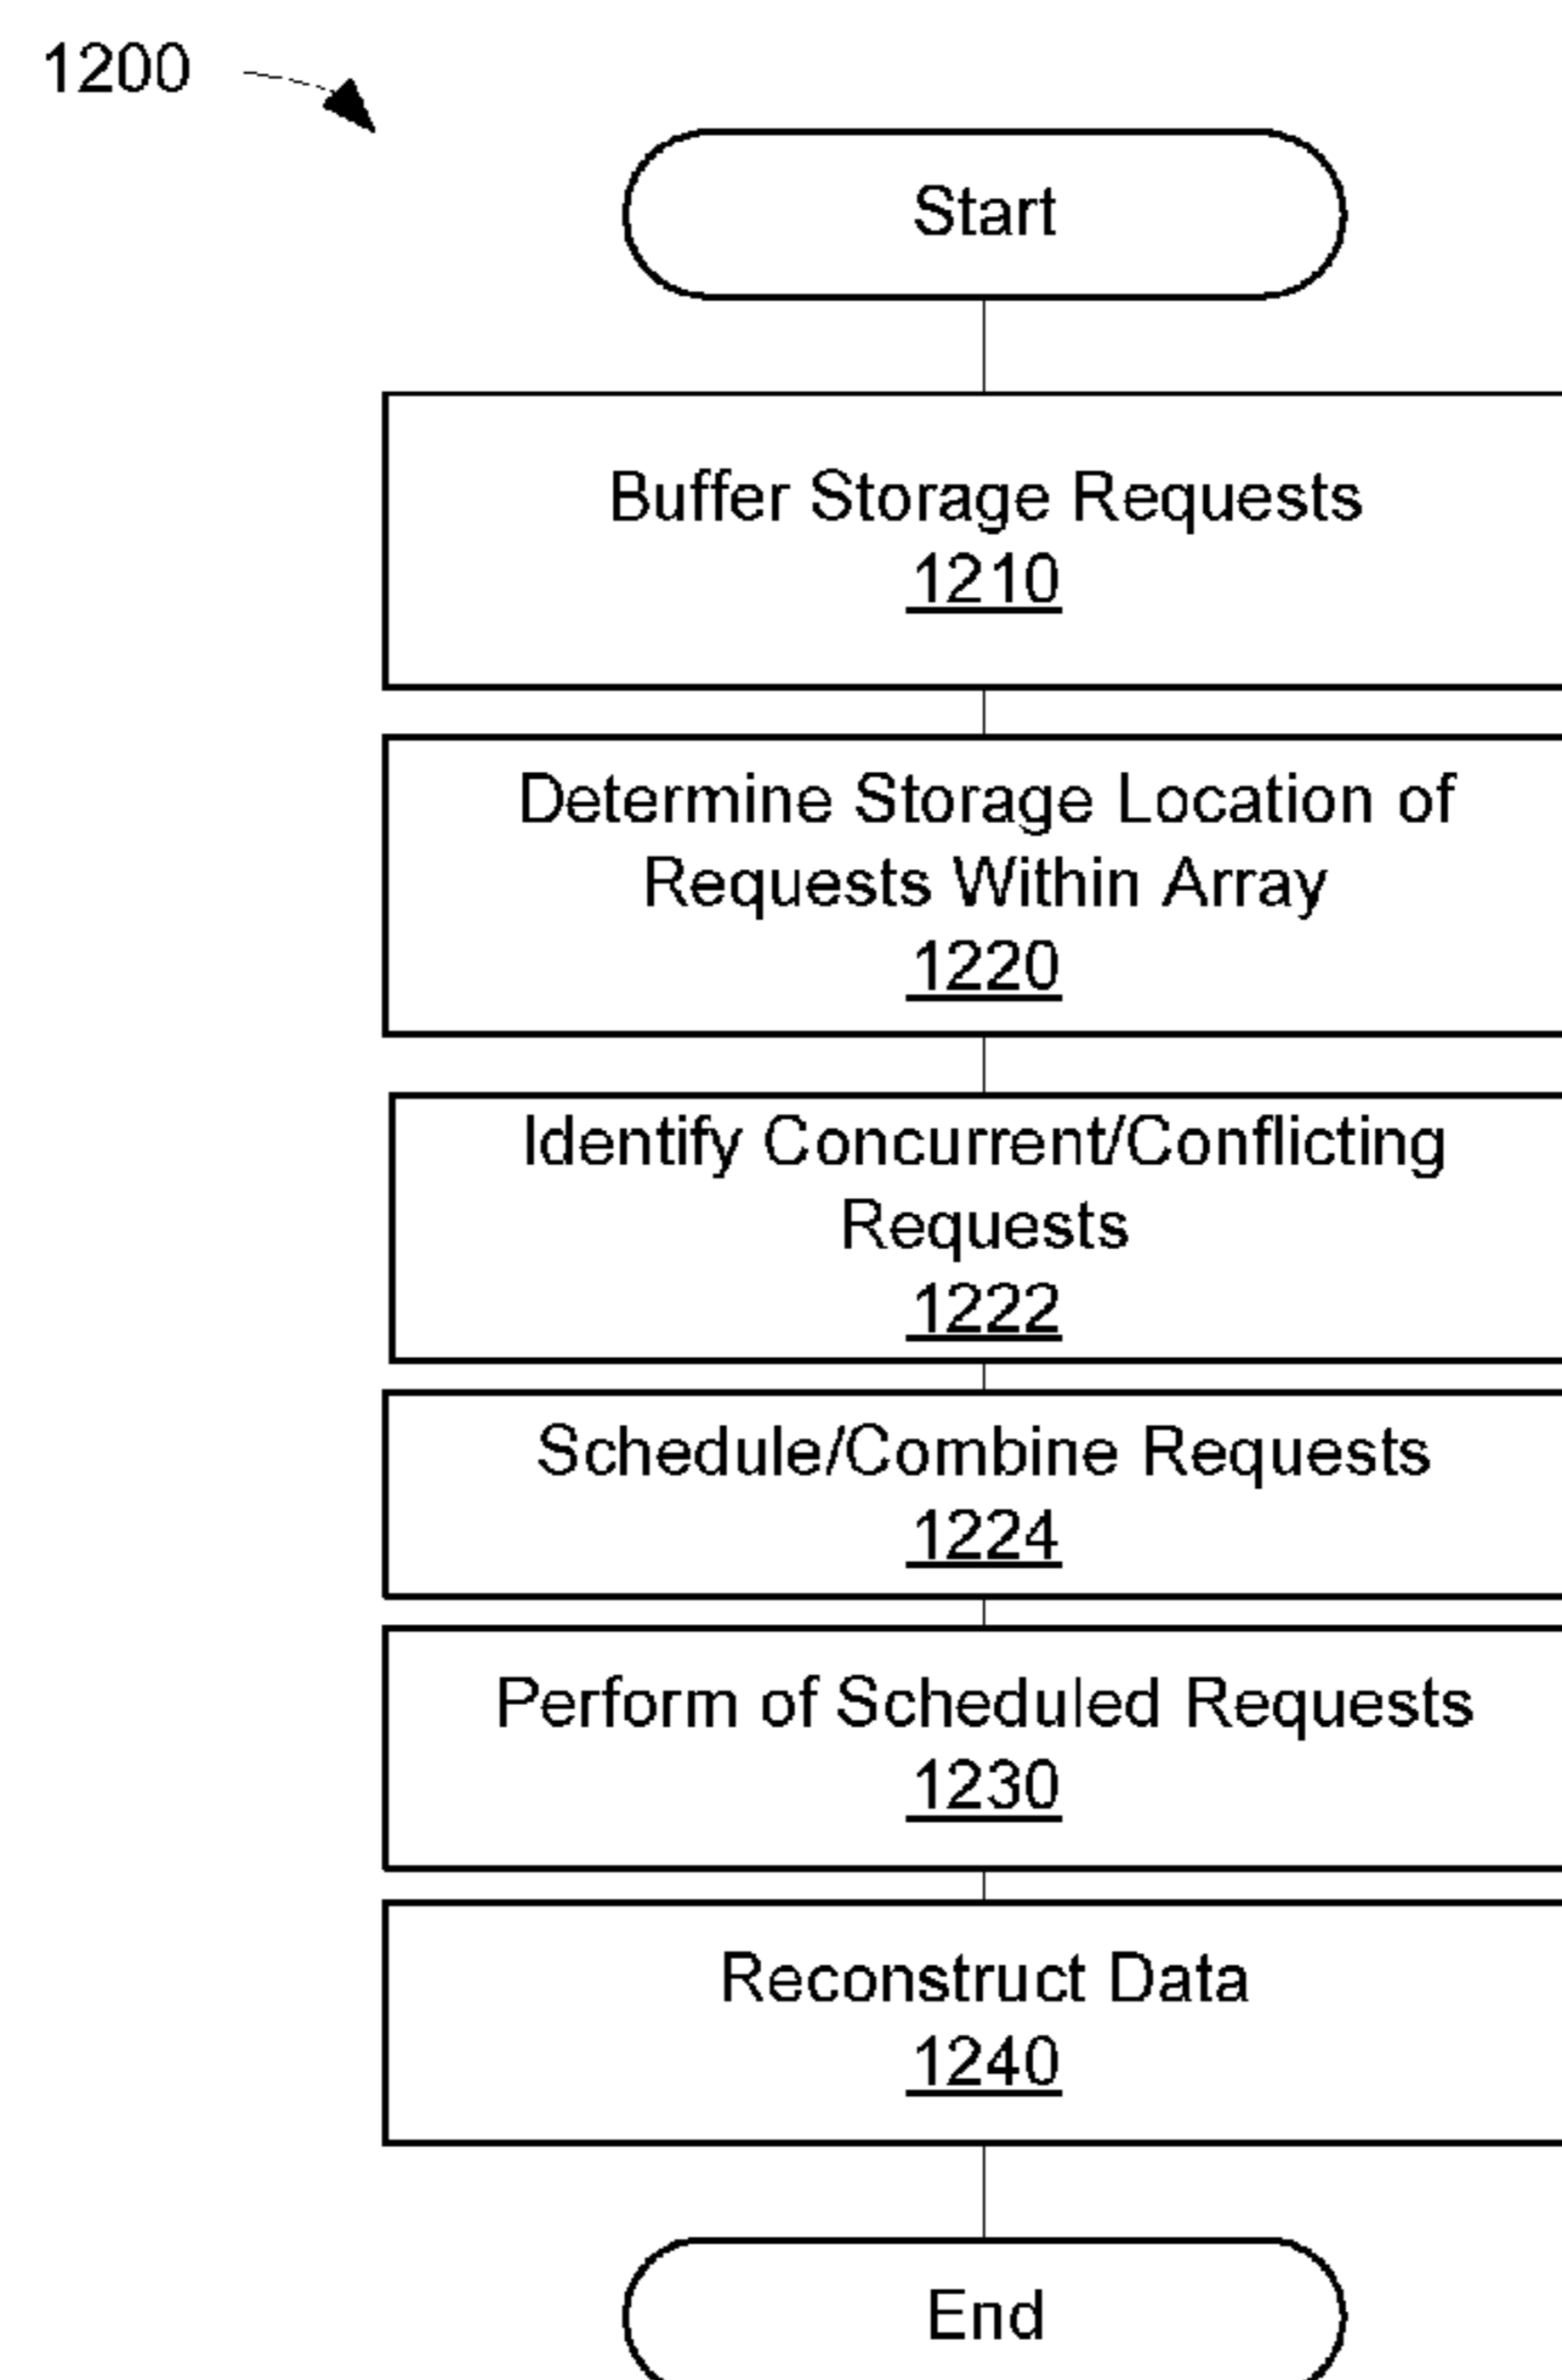 1200
Start
Buffer Storage Requests
1210
Determine Storage Location of
Requests Within Array
1220
Identify Concurrent/Conflicting
Requests
1222
Schedule/Combine Requests
1224
Perform of Scheduled Requests
1230
Reconstruct Data
1240
End